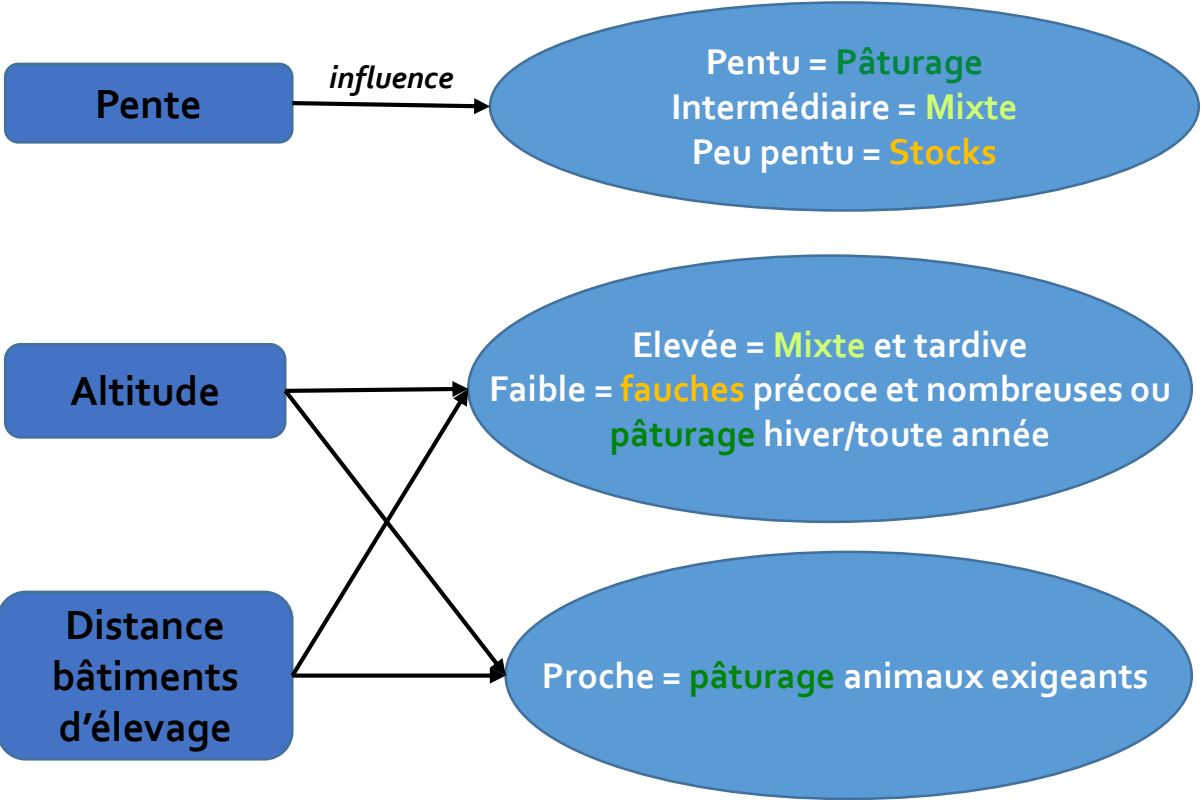 Pente
influence
Pentu = Pâturage
Intermédiaire = Mixte
Peu pentu = Stocks
Altitude
Elevée = Mixte et tardive
Faible = fauches précoce et nombreuses ou
pâturage hiver/toute année
Distance
bâtiments
d’élevage
Proche = pâturage animaux exigeants